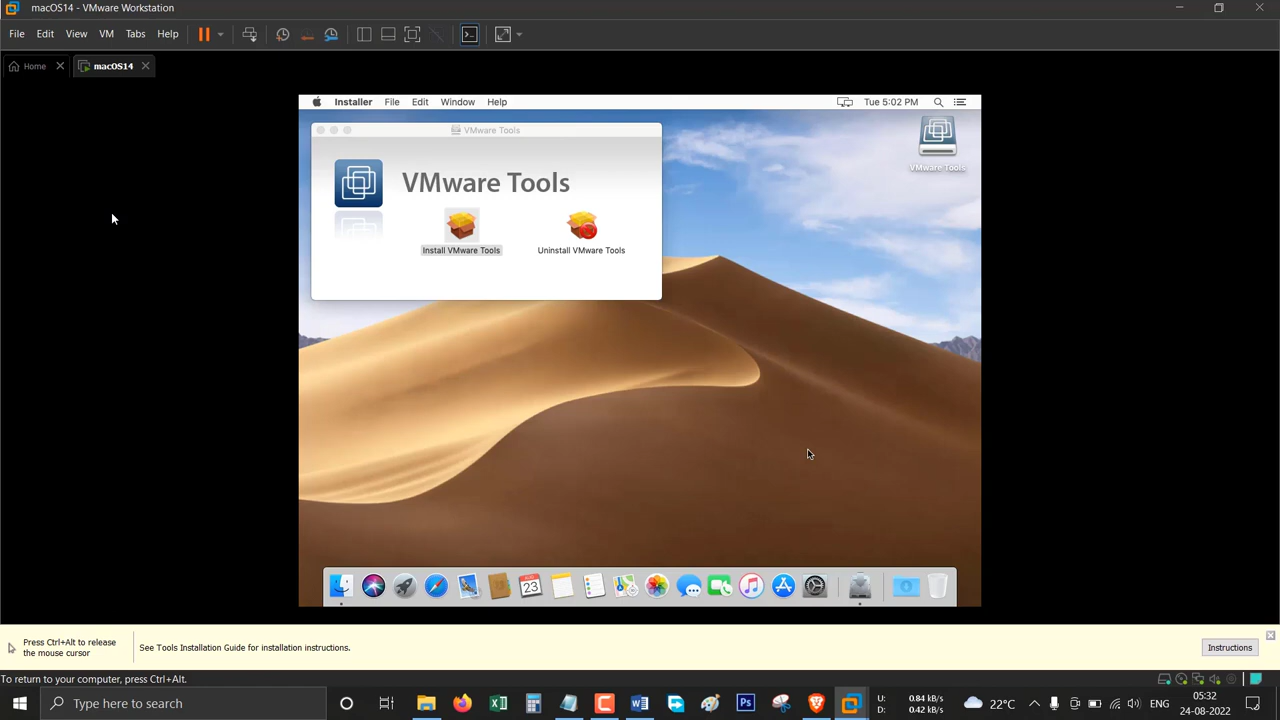 macOS14 - VMware Workstation
File Edit View VM Tabs Help
Home
macOS14
Installer File Edit Window Help
Tue 5:02 PM
VMware Tools
VMware Tools
Install VMware Tools
Uninstall VMware Tools
VMware Tools
AUG
23
Press Ctrl+Alt to release
the mouse cursor
See Tools Installation Guide for installation instructions.
Instructions
To return to your computer, press Ctrl+Alt.
Type here to search
U: 0.84 kB/s
D: 0.42 kB/s
22°C
ENG
05:32
24-08-2022